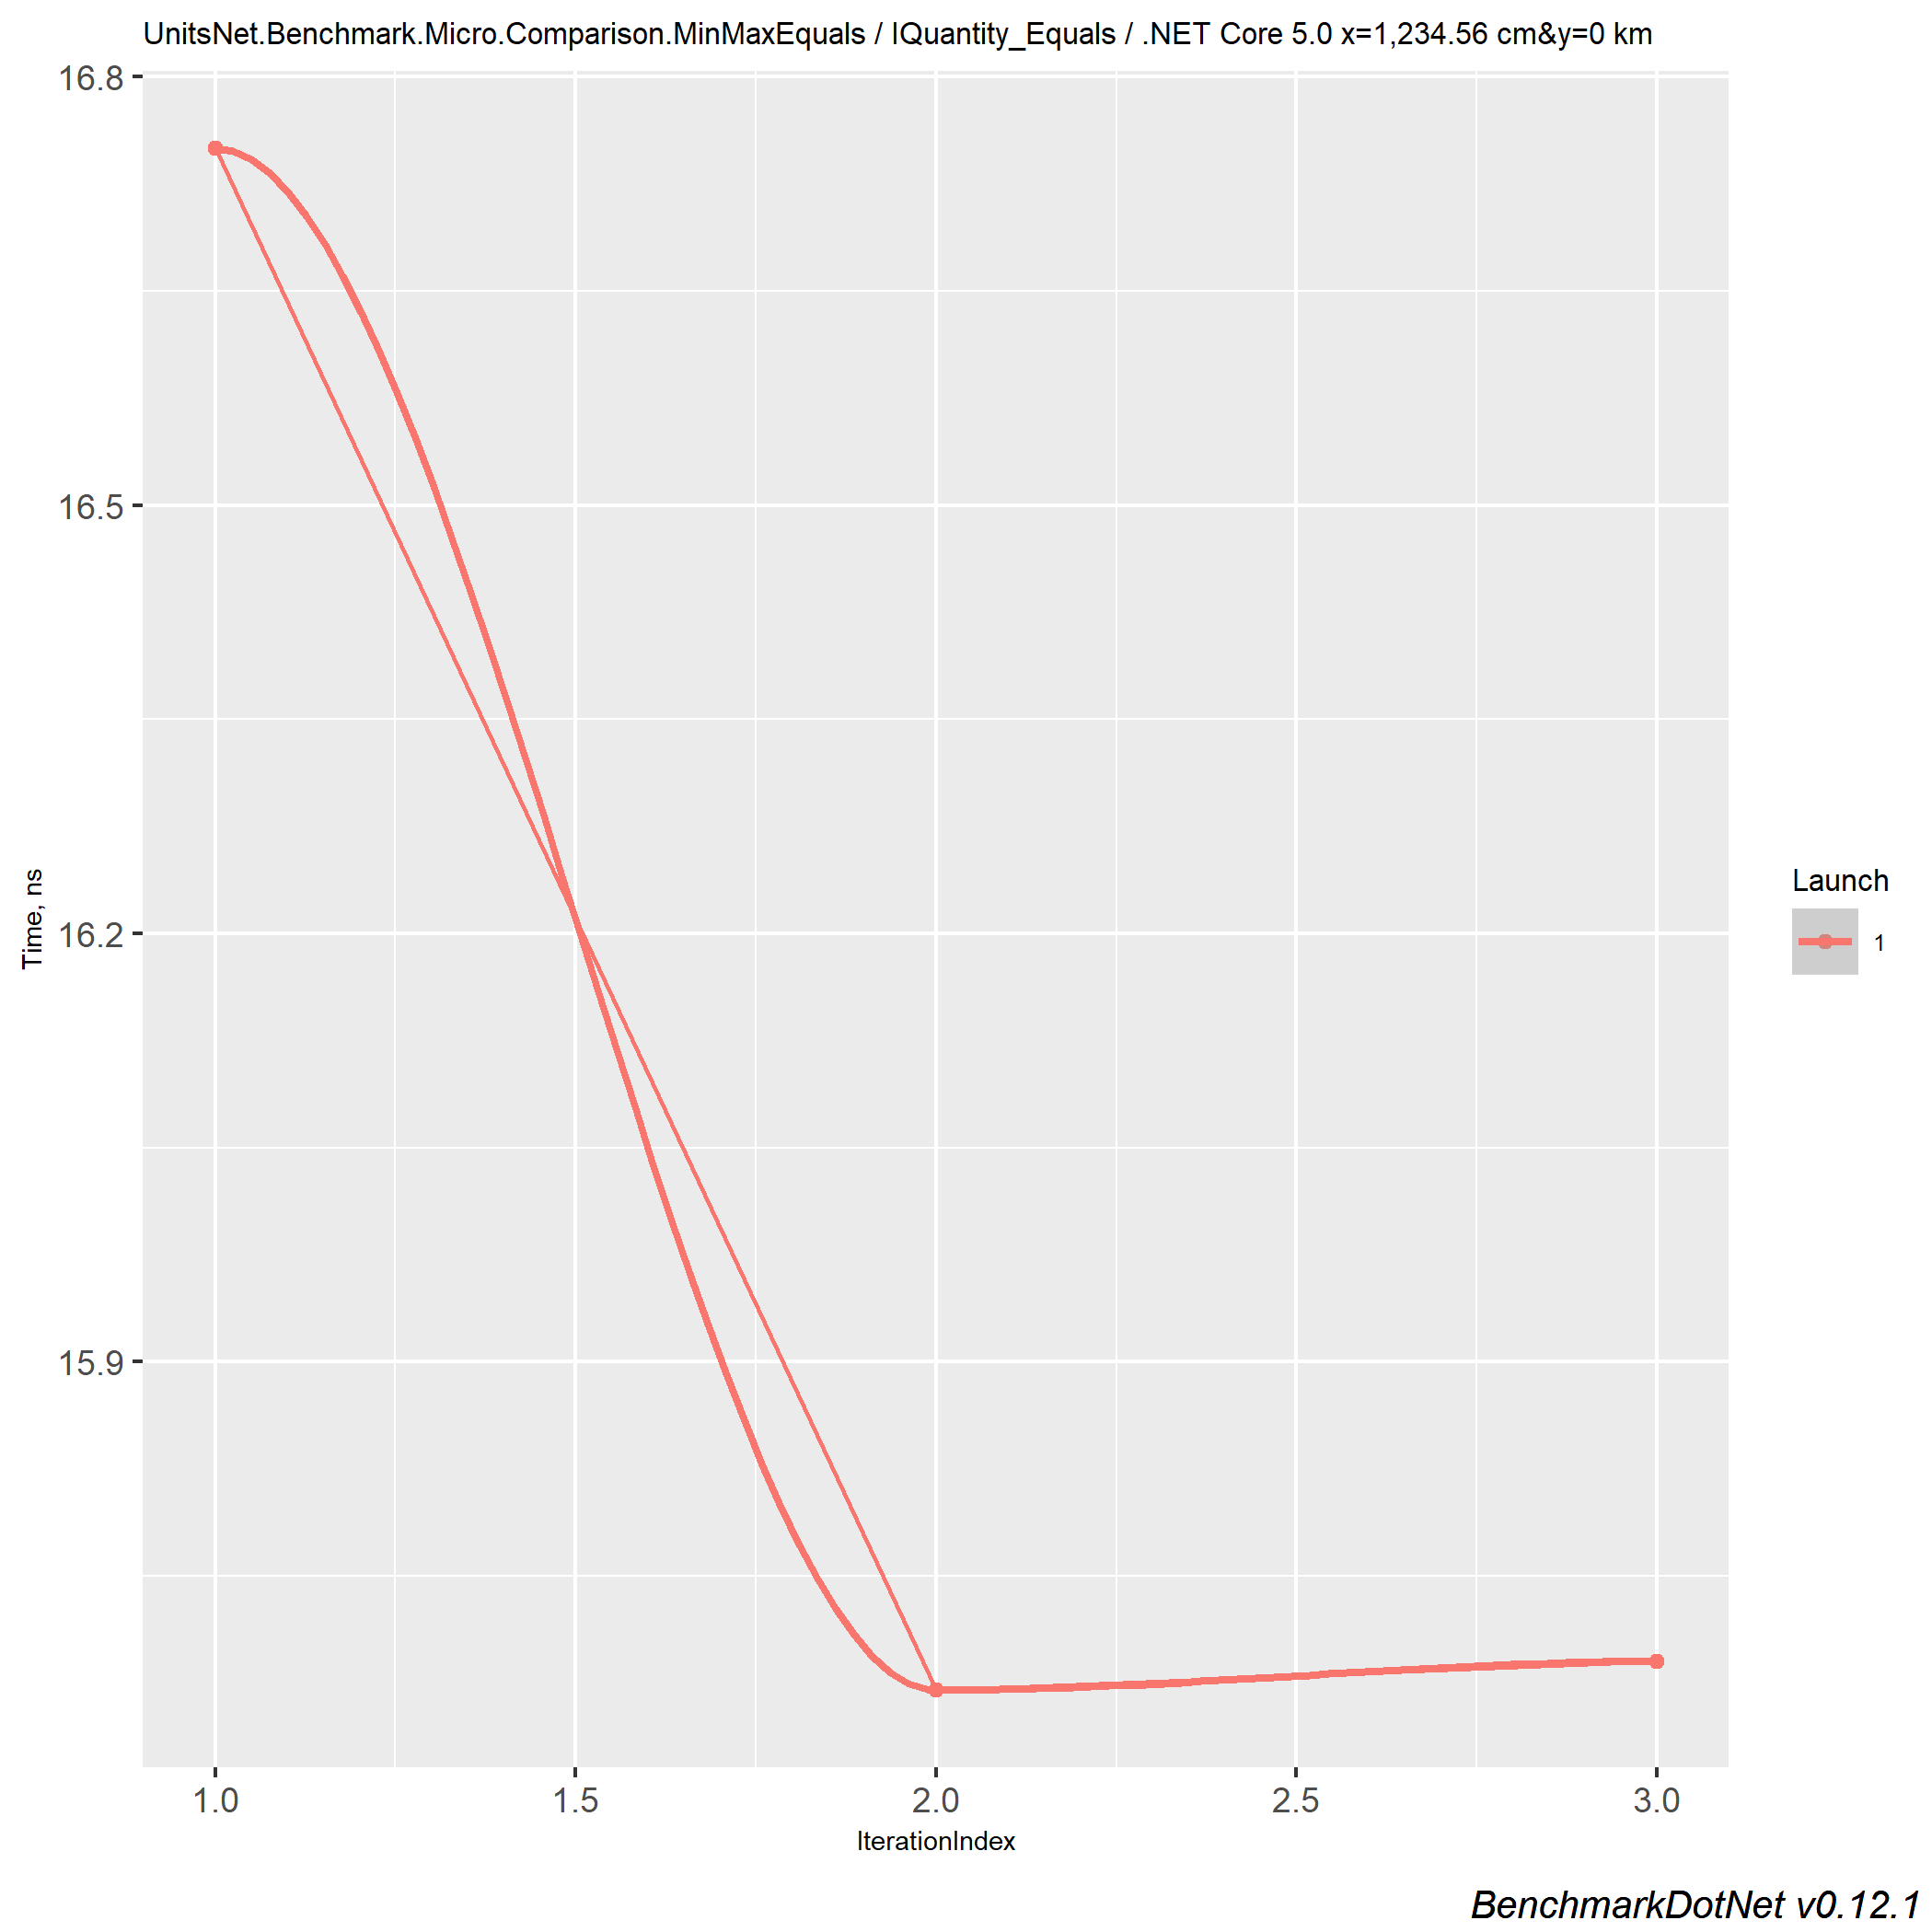 UnitsNet.Benchmark.Micro.Comparison.MinMaxEquals / IQuantity_Equals / .NET Core 5.0 x=1,234.56 cm&y=0 km
16.8
16.5
16.2
15.9
Time, ns
1.0 1.5 2.0 2.5 3.0
IterationIndex
Launch
1
BenchmarkDotNet v0.12.1